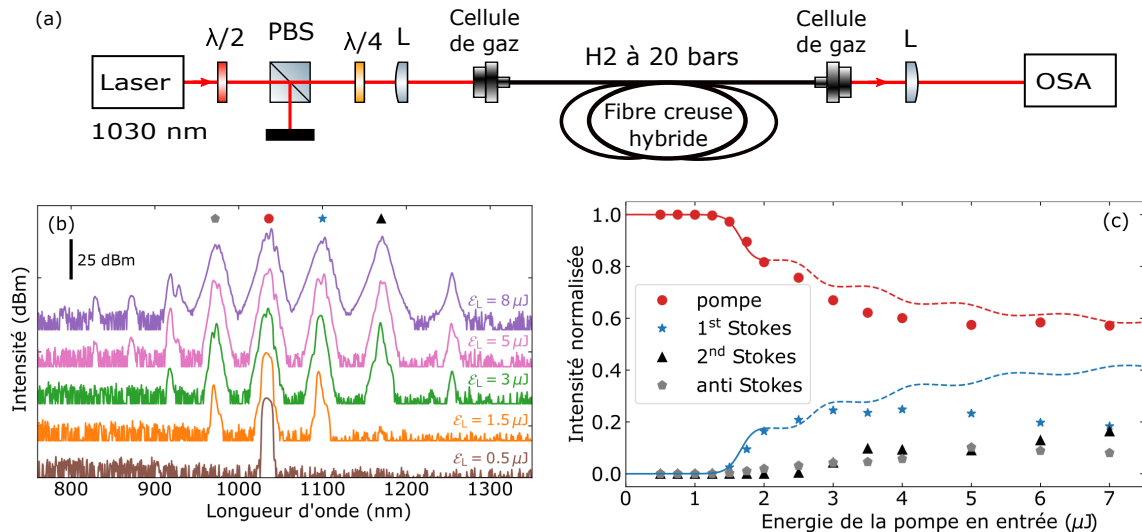 (a)
Laser
1030 nm
λ/2
PBS
λ/4
L
Cellule
de gaz
H2 à 20 bars
Fibre creuse
hybride
Cellule
de gaz
L
OSA
(b)
25 dBm
ℰL = 8 μJ
ℰL = 5 μJ
ℰL = 3 μJ
ℰL = 1.5 μJ
ℰL = 0.5 μJ
Intensité (dBm)
800 900 1000 1100 1200 1300
Longueur d'onde (nm)
(c)
Intensité normalisée
1.0
0.8
0.6
0.4
0.2
0.0
pompe
1st Stokes
2nd Stokes
anti Stokes
0 1 2 3 4 5 6 7
Energie de la pompe en entrée (μJ)